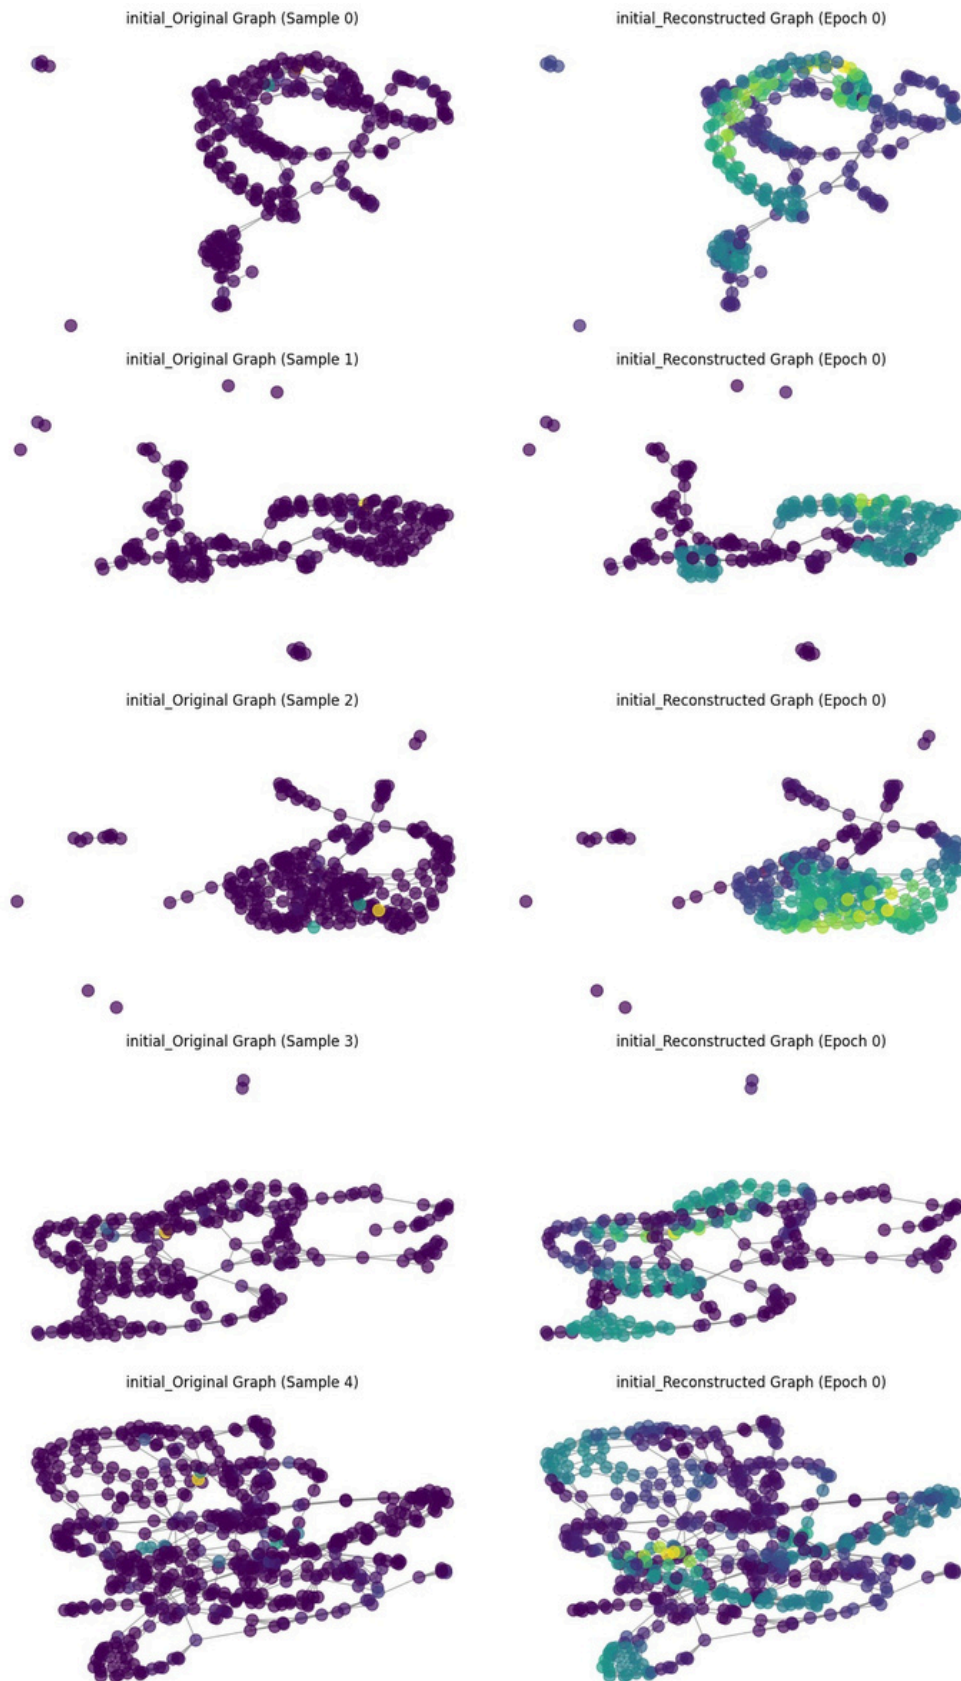 initial_Original Graph (Sample 0)
initial_Reconstructed Graph (Epoch 0)
initial_Original Graph (Sample 1)
initial_Reconstructed Graph (Epoch 0)
initial_Original Graph (Sample 2)
initial_Reconstructed Graph (Epoch 0)
initial_Original Graph (Sample 3)
initial_Reconstructed Graph (Epoch 0)
initial_Original Graph (Sample 4)
initial_Reconstructed Graph (Epoch 0)